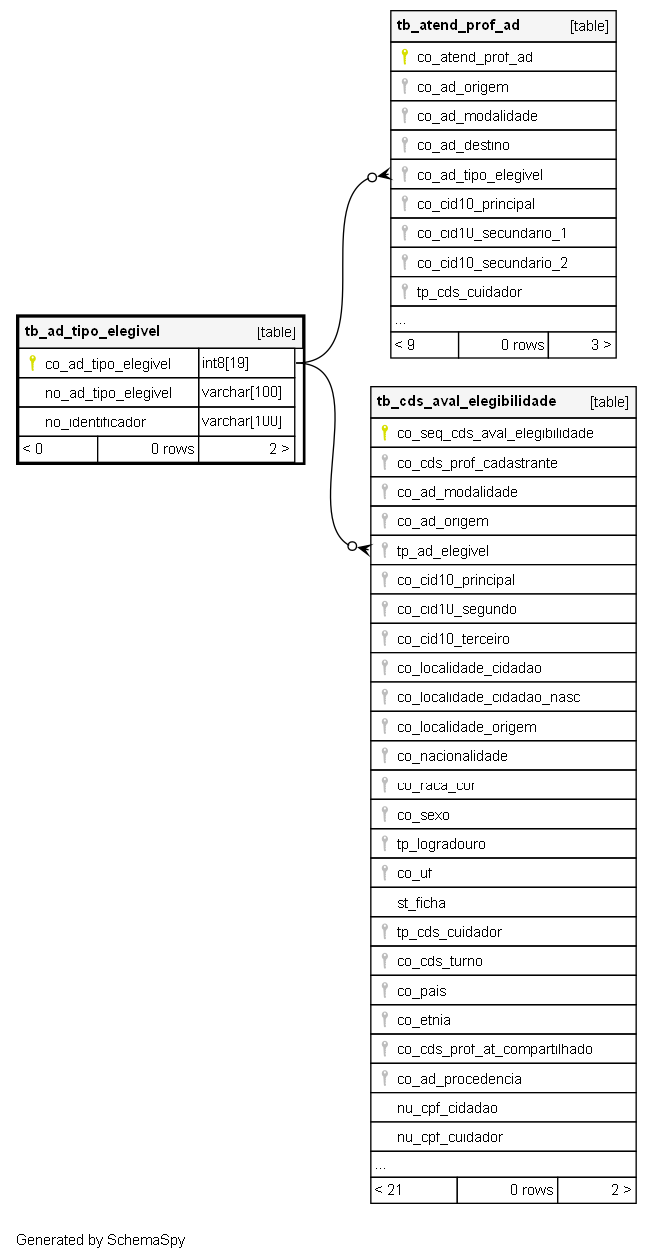 tb_atend_prof_ad [table]
co_atend_prof_ad
co_ad_origem
co_ad_modalidade
co_ad_destino
co_ad_tipo_elegivel
co_cid10_principal
co_cid10_secundario_1
co_cid10_secundario_2
tp_cds_cuidador
...
< 9 0 rows 3 >
tb_ad_tipo_elegivel [table]
co_ad_tipo_elegivel int8[19]
no_ad_tipo_elegivel varchar[100]
no_identificador varchar[100]
< 0 0 rows 2 >
tb_cds_aval_elegibilidade [table]
co_seq_cds_aval_elegibilidade
co_cds_prof_cadastrante
co_ad_modalidade
co_ad_origem
tp_ad_elegivel
co_cid10_principal
co_cid10_segundo
co_cid10_terceiro
co_localidade_cidadao
co_localidade_cidadao_nasc
co_localidade_origem
co_nacionalidade
co_raca_cor
co_sexo
tp_logradouro
co_uf
st_ficha
tp_cds_cuidador
co_cds_turno
co_pais
co_etnia
co_cds_prof_at_compartilhado
co_ad_procedencia
nu_cpf_cidadao
nu_cpf_cuidador
...
< 21 0 rows 2 >
Generated by SchemaSpy